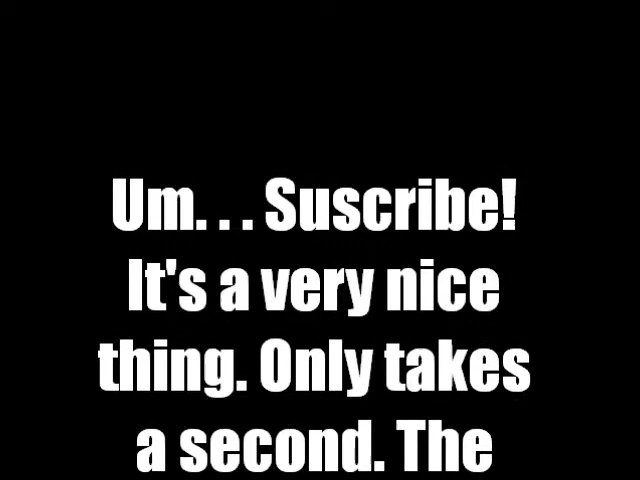 Um. . . Suscribe!
It's a very nice
thing. Only takes
a second. The